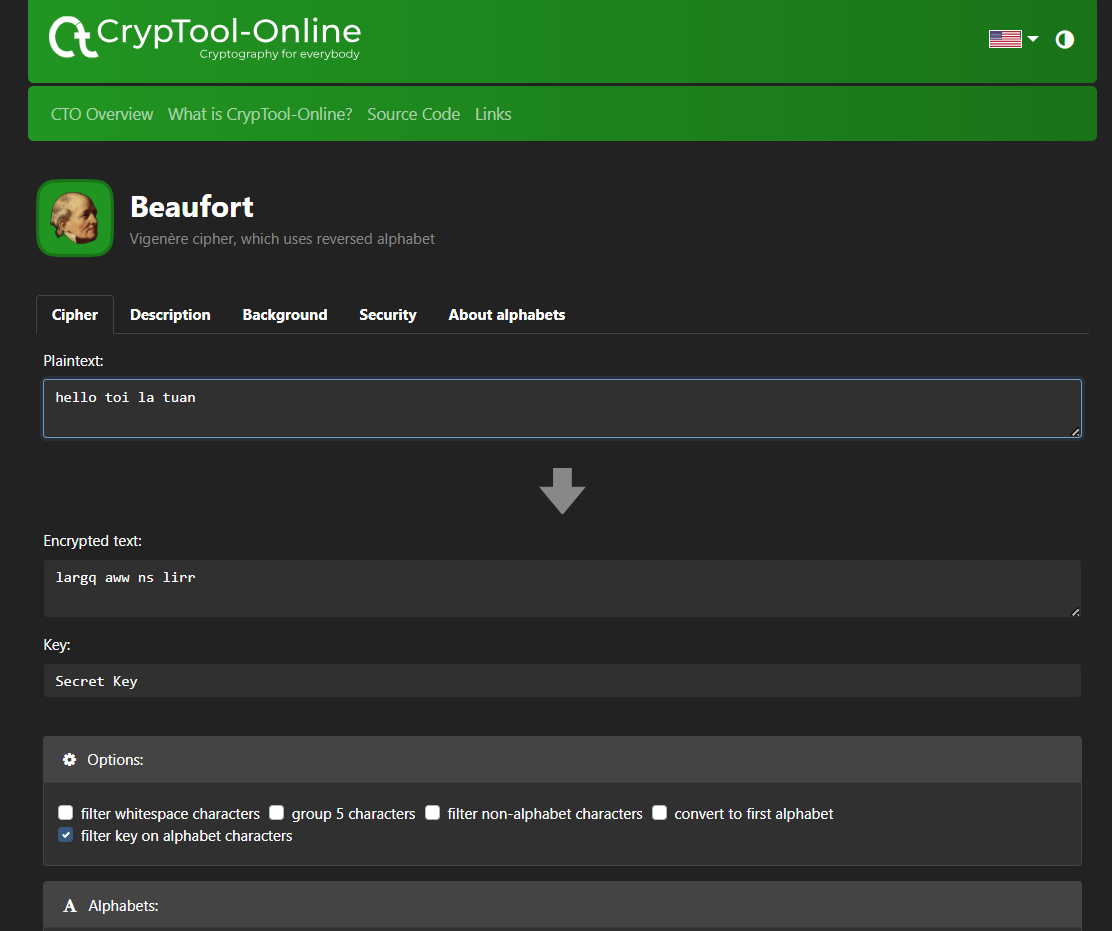 CrypTool-Online
Cryptography for everybody
CTO Overview What is CrypTool-Online? Source Code Links
Beaufort
Vigenère cipher, which uses reversed alphabet
Cipher Description Background Security About alphabets
Plaintext:
hello toi la tuan
Encrypted text:
largq aww ns lirr
Key:
Secret Key
Options:
filter whitespace characters group 5 characters filter non-alphabet characters convert to first alphabet
filter key on alphabet characters
Alphabets: